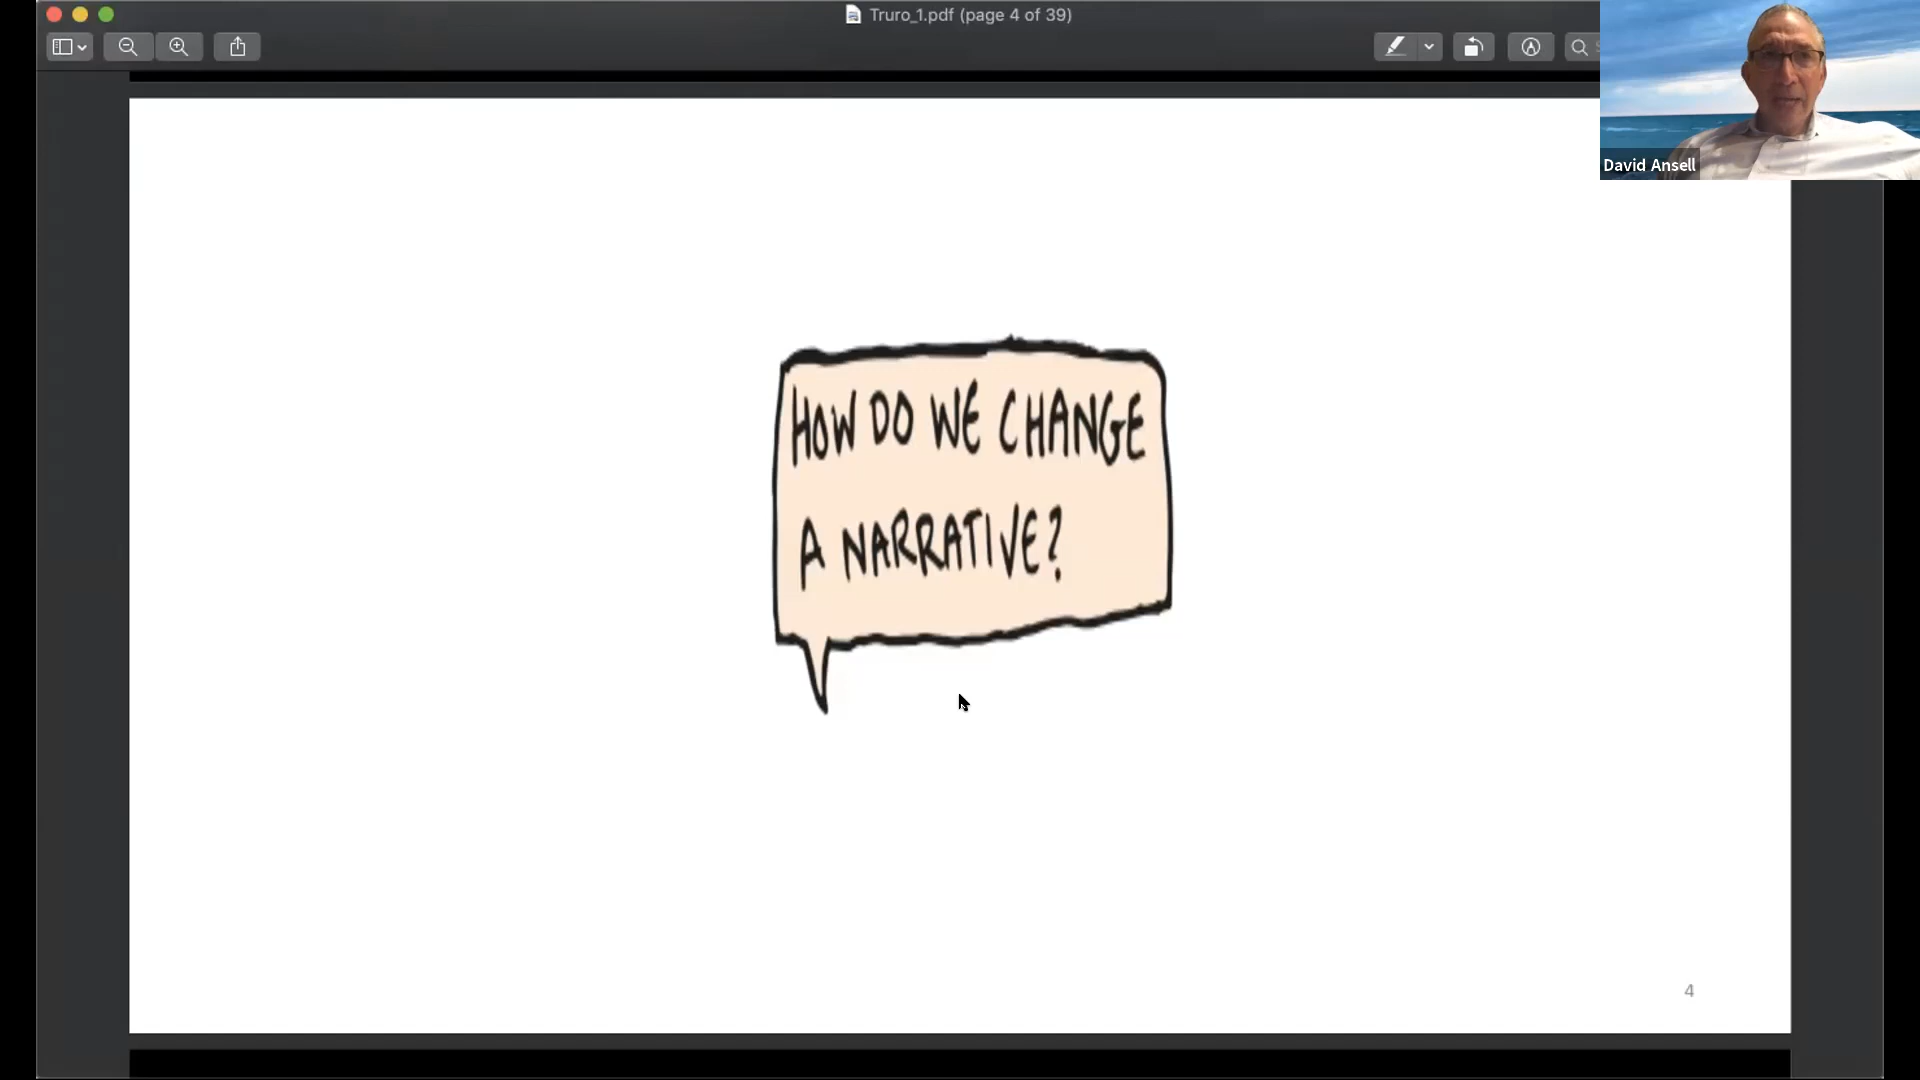 Truro_1.pdf (page 4 of 39)
David Ansell
HOW DO WE CHANGE
A NARRATIVE?
4